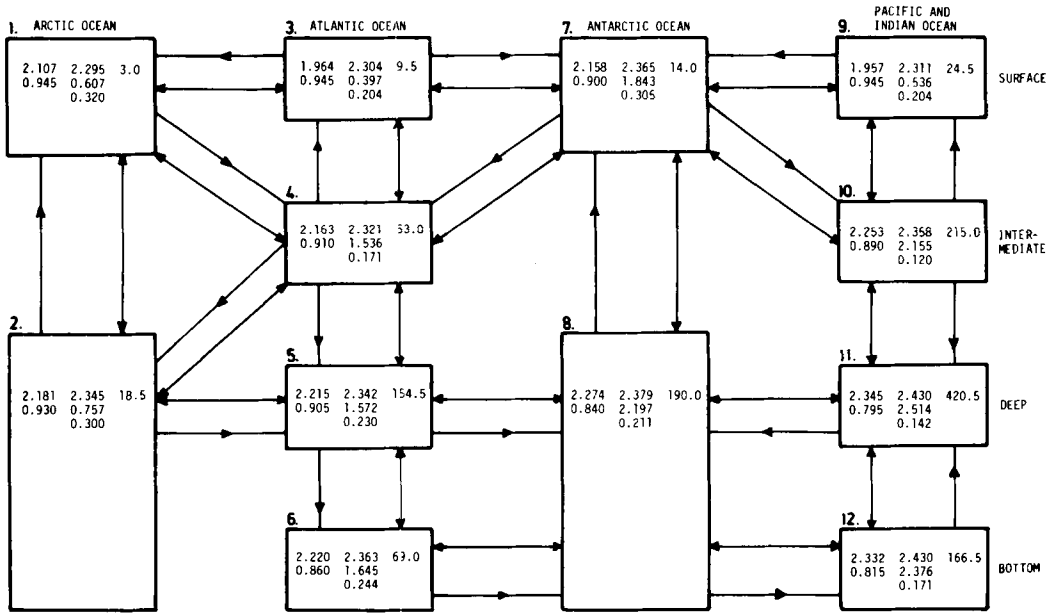 1. ARCTIC OCEAN
3. ATLANTIC OCEAN
7. ANTARCTIC OCEAN
PACIFIC AND
9. INDIAN OCEAN
2.107 2.295 3.0
0.945 0.607
0.320
1.964 2.304 9.5
0.945 0.397
0.204
2.158 2.365 14.0
0.900 1.843
0.305
1.957 2.311 24.5
0.945 0.536
0.204
SURFACE
4.
2.163 2.321 53.0
0.910 1.536
0.171
10.
2.253 2.358 215.0
0.890 2.155
0.120
INTER-
MEDIATE
2.
2.181 2.345 18.5
0.930 0.757
0.300
5.
2.215 2.342 154.5
0.905 1.572
0.230
8.
2.274 2.379 190.0
0.840 2.197
0.211
11.
2.345 2.430 420.5
0.795 2.514
0.142
DEEP
6.
2.220 2.363 69.0
0.860 1.645
0.244
12.
2.332 2.430 166.5
0.815 2.376
0.171
BOTTOM